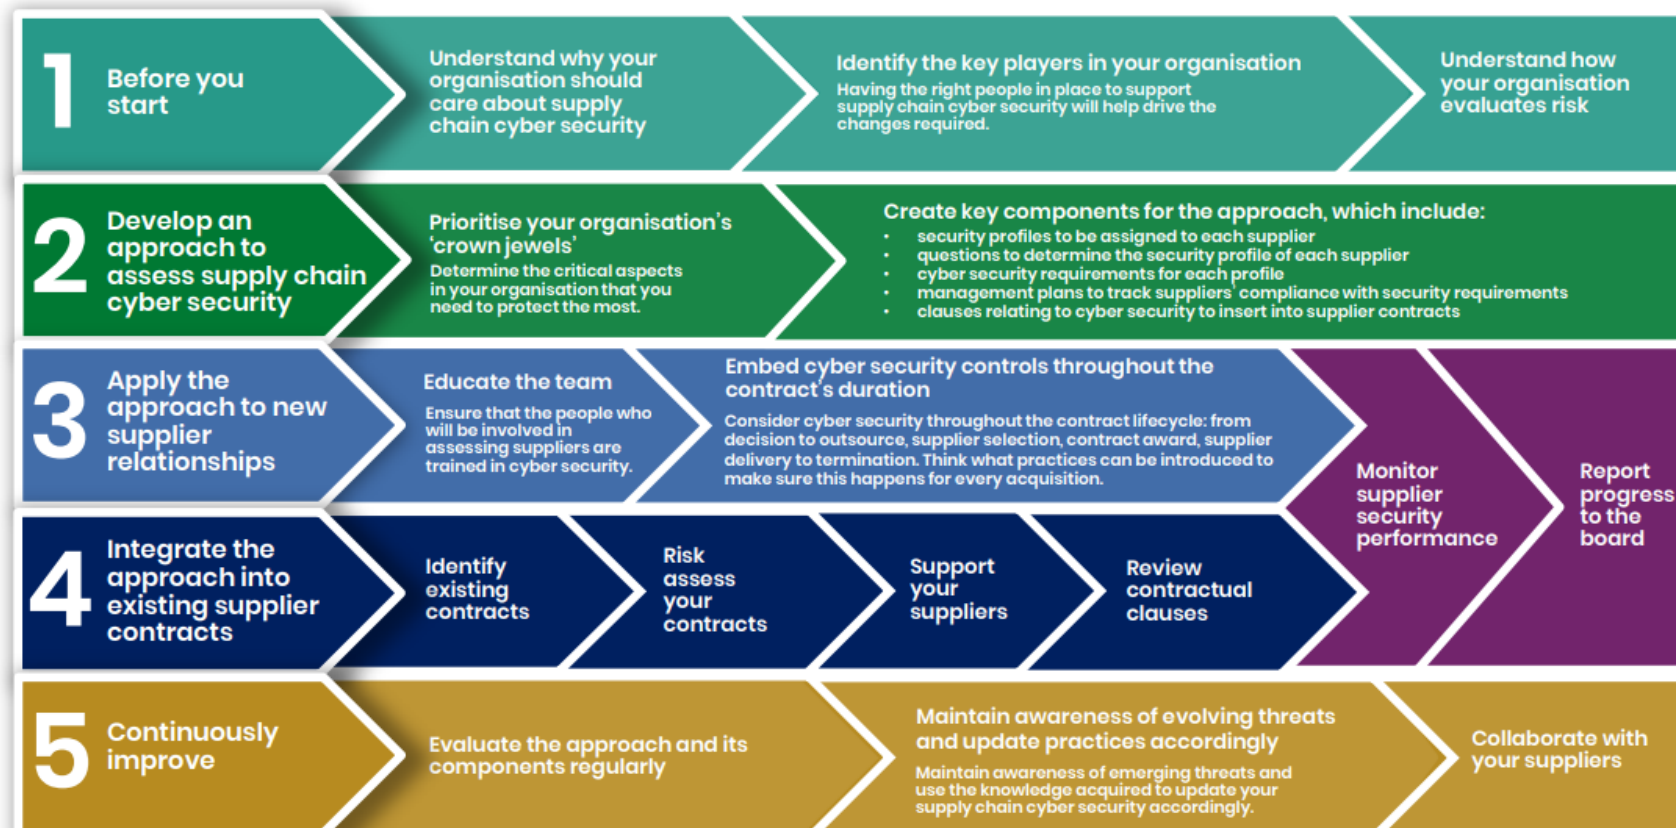 1
Before you
start
Understand why your
organisation should
care about supply
chain cyber security
Identify the key players in your organisation
Having the right people in place to support
supply chain cyber security will help drive the
changes required.
Understand how
your organisation
evaluates risk
2
Develop an
approach to
assess supply chain
cyber security
Prioritise your organisation's
'crown jewels'
Determine the critical aspects
in your organisation that you
need to protect the most.
Create key components for the approach, which include:
• security profiles to be assigned to each supplier
• questions to determine the security profile of each supplier
• cyber security requirements for each profile
• management plans to track suppliers' compliance with security requirements
• clauses relating to cyber security to insert into supplier contracts
3
Apply the
approach to new
supplier
relationships
Educate the team
Ensure that the people who
will be involved in
assessing suppliers are
trained in cyber security.
Embed cyber security controls throughout the
contract's duration
Consider cyber security throughout the contract lifecycle: from
decision to outsource, supplier selection, contract award, supplier
delivery to termination. Think what practices can be introduced to
make sure this happens for every acquisition.
4
Integrate the
approach into
existing supplier
contracts
Identify
existing
contracts
Risk
assess
your
contracts
Support
your
suppliers
Review
contractual
clauses
Monitor
supplier
security
performance
Report
progress
to the
board
5
Continuously
improve
Evaluate the approach and its
components regularly
Maintain awareness of evolving threats
and update practices accordingly
Maintain awareness of emerging threats and
use the knowledge acquired to update your
supply chain cyber security accordingly.
Collaborate with
your suppliers